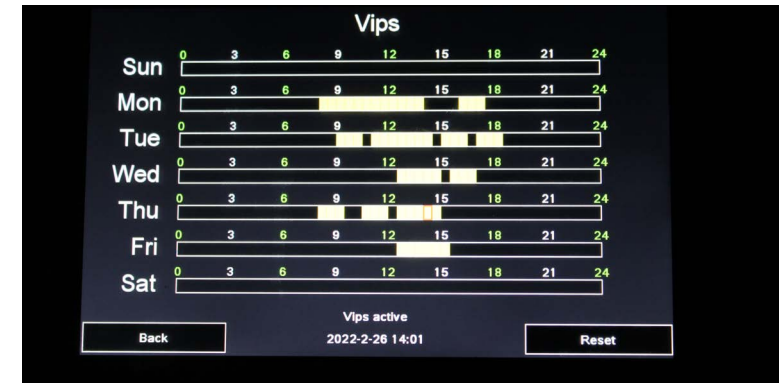 Vips
0 3 6 9 12 15 18 21 24
Sun
0 3 6 9 12 15 18 21 24
Mon
0 3 6 9 12 15 18 21 24
Tue
0 3 6 9 12 15 18 21 24
Wed
0 3 6 9 12 15 18 21 24
Thu
0 3 6 9 12 15 18 21 24
Fri
0 3 6 9 12 15 18 21 24
Sat
Vips active
Back 2022-2-26 14:01 Reset